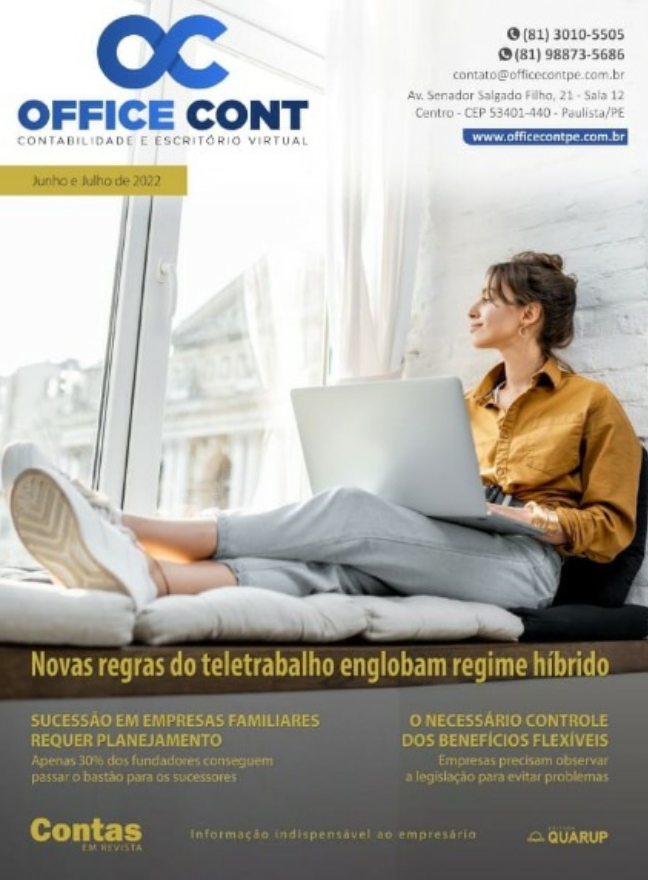 OC
OFFICE CONT
CONTABILIDADE E ESCRITÓRIO VIRTUAL
(81) 3010-5505
(81) 98873-5686
contato@officecontpe.com.br
Av. Senador Salgado Filho, 21 - Sala 12
Centro - CEP 53401-440 - Paulista/PE
www.officecontpe.com.br
Junho e Julho de 2022
Novas regras do teletrabalho englobam regime híbrido
SUCESSÃO EM EMPRESAS FAMILIARES
REQUER PLANEJAMENTO
Apenas 30% dos fundadores conseguem
passar o bastão para os sucessores
O NECESSÁRIO CONTROLE
DOS BENEFÍCIOS FLEXÍVEIS
Empresas precisam observar
a legislação para evitar problemas
Contas
EM REVISTA
Informação indispensável ao empresário
QUARUP